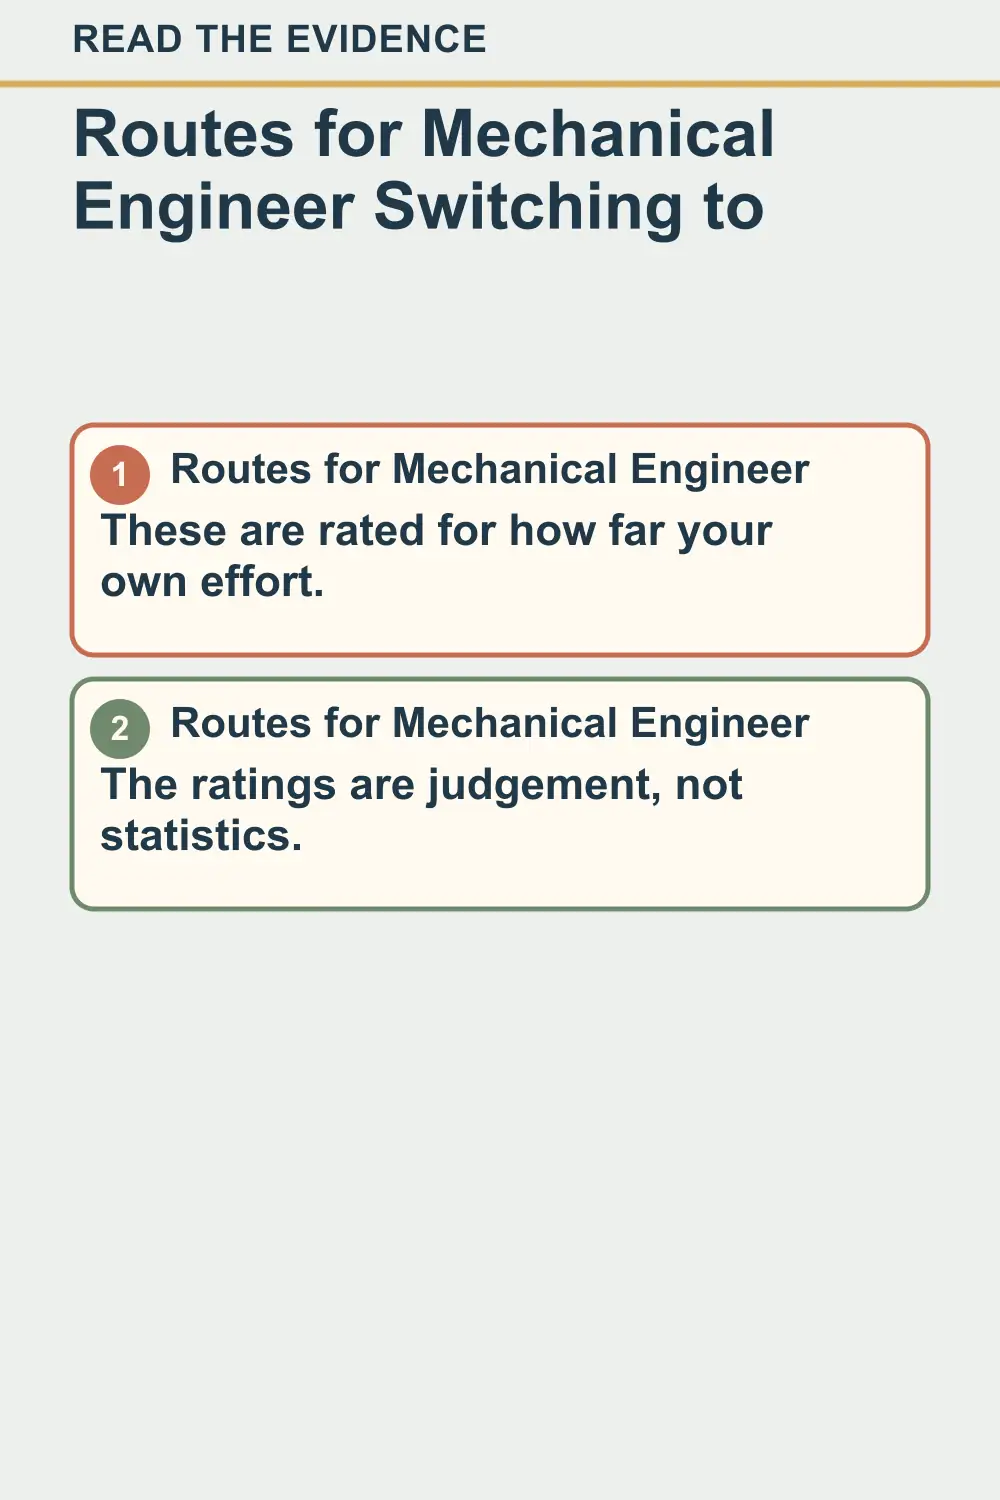 READ THE EVIDENCE
Routes for Mechanical
Engineer Switching to
1 Routes for Mechanical Engineer
These are rated for how far your
own effort.
2 Routes for Mechanical Engineer
The ratings are judgement, not
statistics.